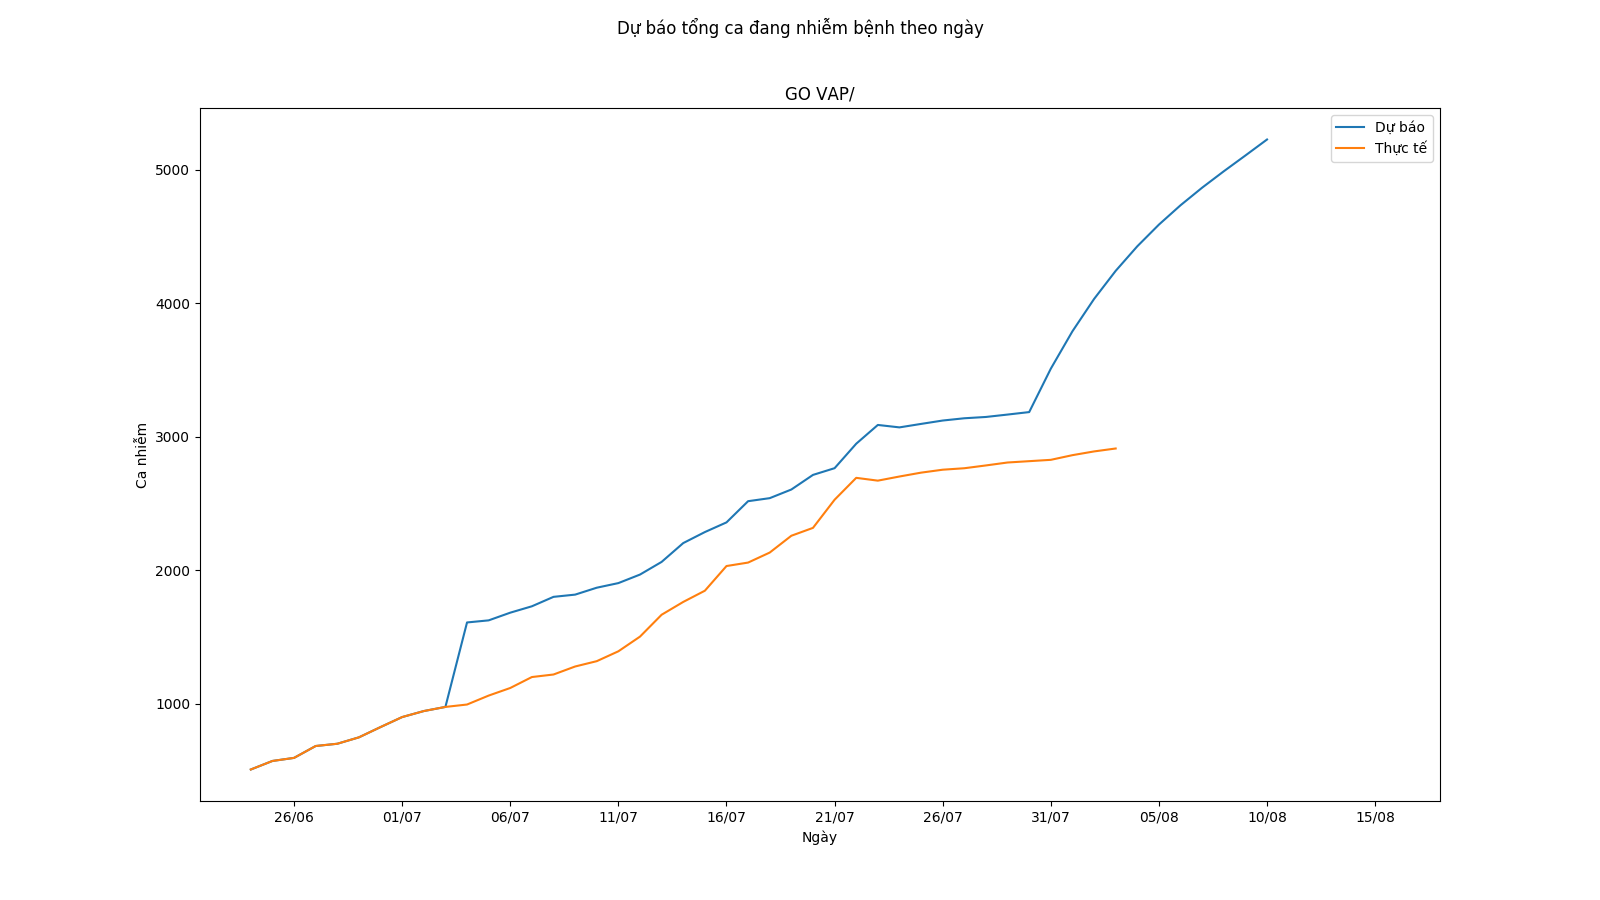 Dự báo tổng ca đang nhiễm bệnh theo ngày
GO VAP/
Dự báo
Thực tế
5000
4000
3000
2000
1000
Ca nhiễm
26/06 01/07 06/07 11/07 16/07 21/07 26/07 31/07 05/08 10/08 15/08
Ngày